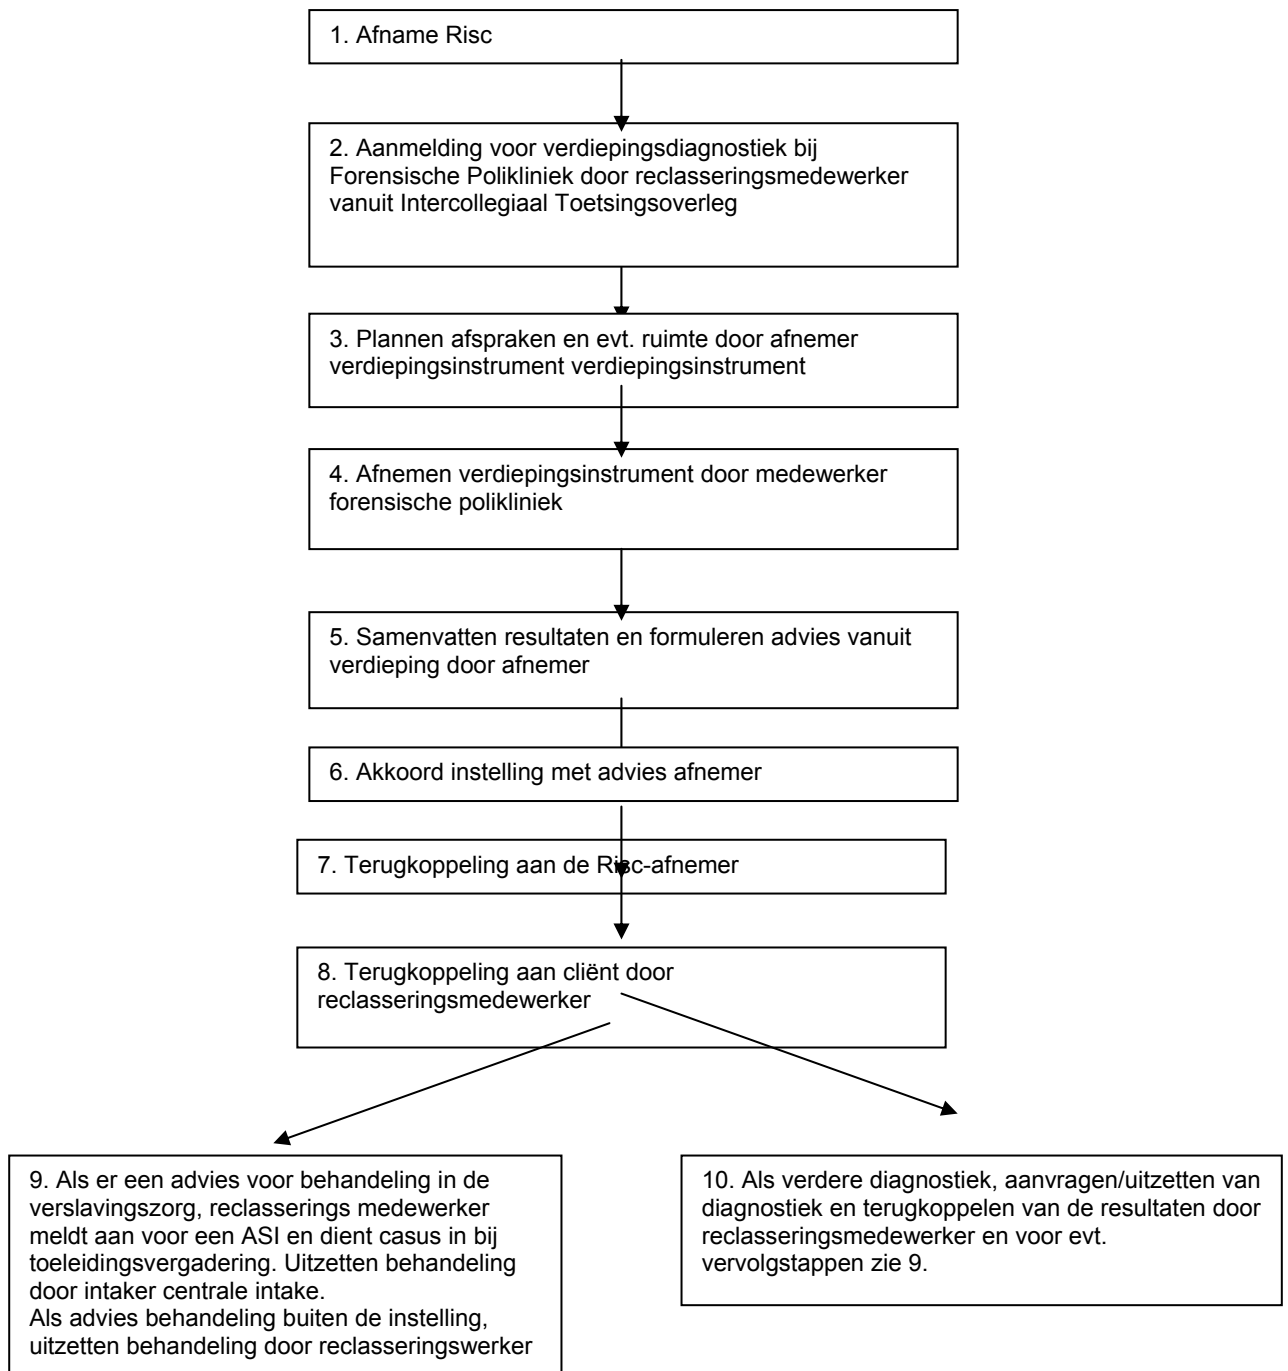 1. Afname Risc
2. Aanmelding voor verdiepingsdiagnostiek bij
Forensische Polikliniek door reclasseringsmedewerker
vanuit Intercollegiaal Toetsingsoverleg
3. Plannen afspraken en evt. ruimte door afnemer
verdiepingsinstrument verdiepingsinstrument
4. Afnemen verdiepingsinstrument door medewerker
forensische polikliniek
5. Samenvatten resultaten en formuleren advies vanuit
verdieping door afnemer
6. Akkoord instelling met advies afnemer
7. Terugkoppeling aan de Risc-afnemer
8. Terugkoppeling aan cliënt door
reclasseringsmedewerker
9. Als er een advies voor behandeling in de
verslavingszorg, reclasserings medewerker
meldt aan voor een ASI en dient casus in bij
toeleidingsvergadering. Uitzetten behandeling
door intaker centrale intake.
Als advies behandeling buiten de instelling,
uitzetten behandeling door reclasseringswerker
10. Als verdere diagnostiek, aanvragen/uitzetten van
diagnostiek en terugkoppelen van de resultaten door
reclasseringsmedewerker en voor evt.
vervolgstappen zie 9.